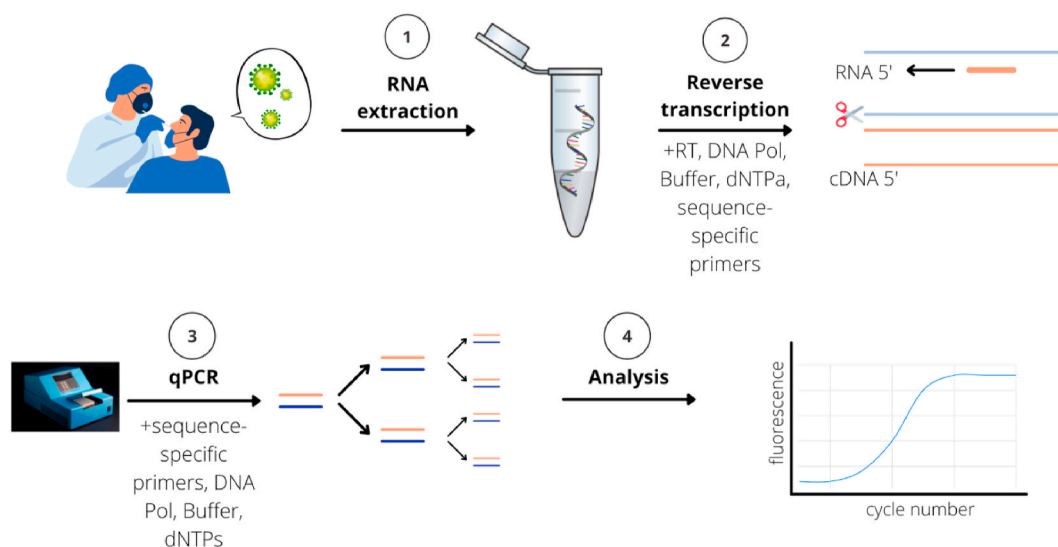 1
RNA
extraction
2
Reverse
transcription
+RT, DNA Pol,
Buffer, dNTPa,
sequence-
specific
primers
RNA 5'
cDNA 5'
3
qPCR
+sequence-
specific
primers, DNA
Pol, Buffer,
dNTPs
4
Analysis
fluorescence
cycle number